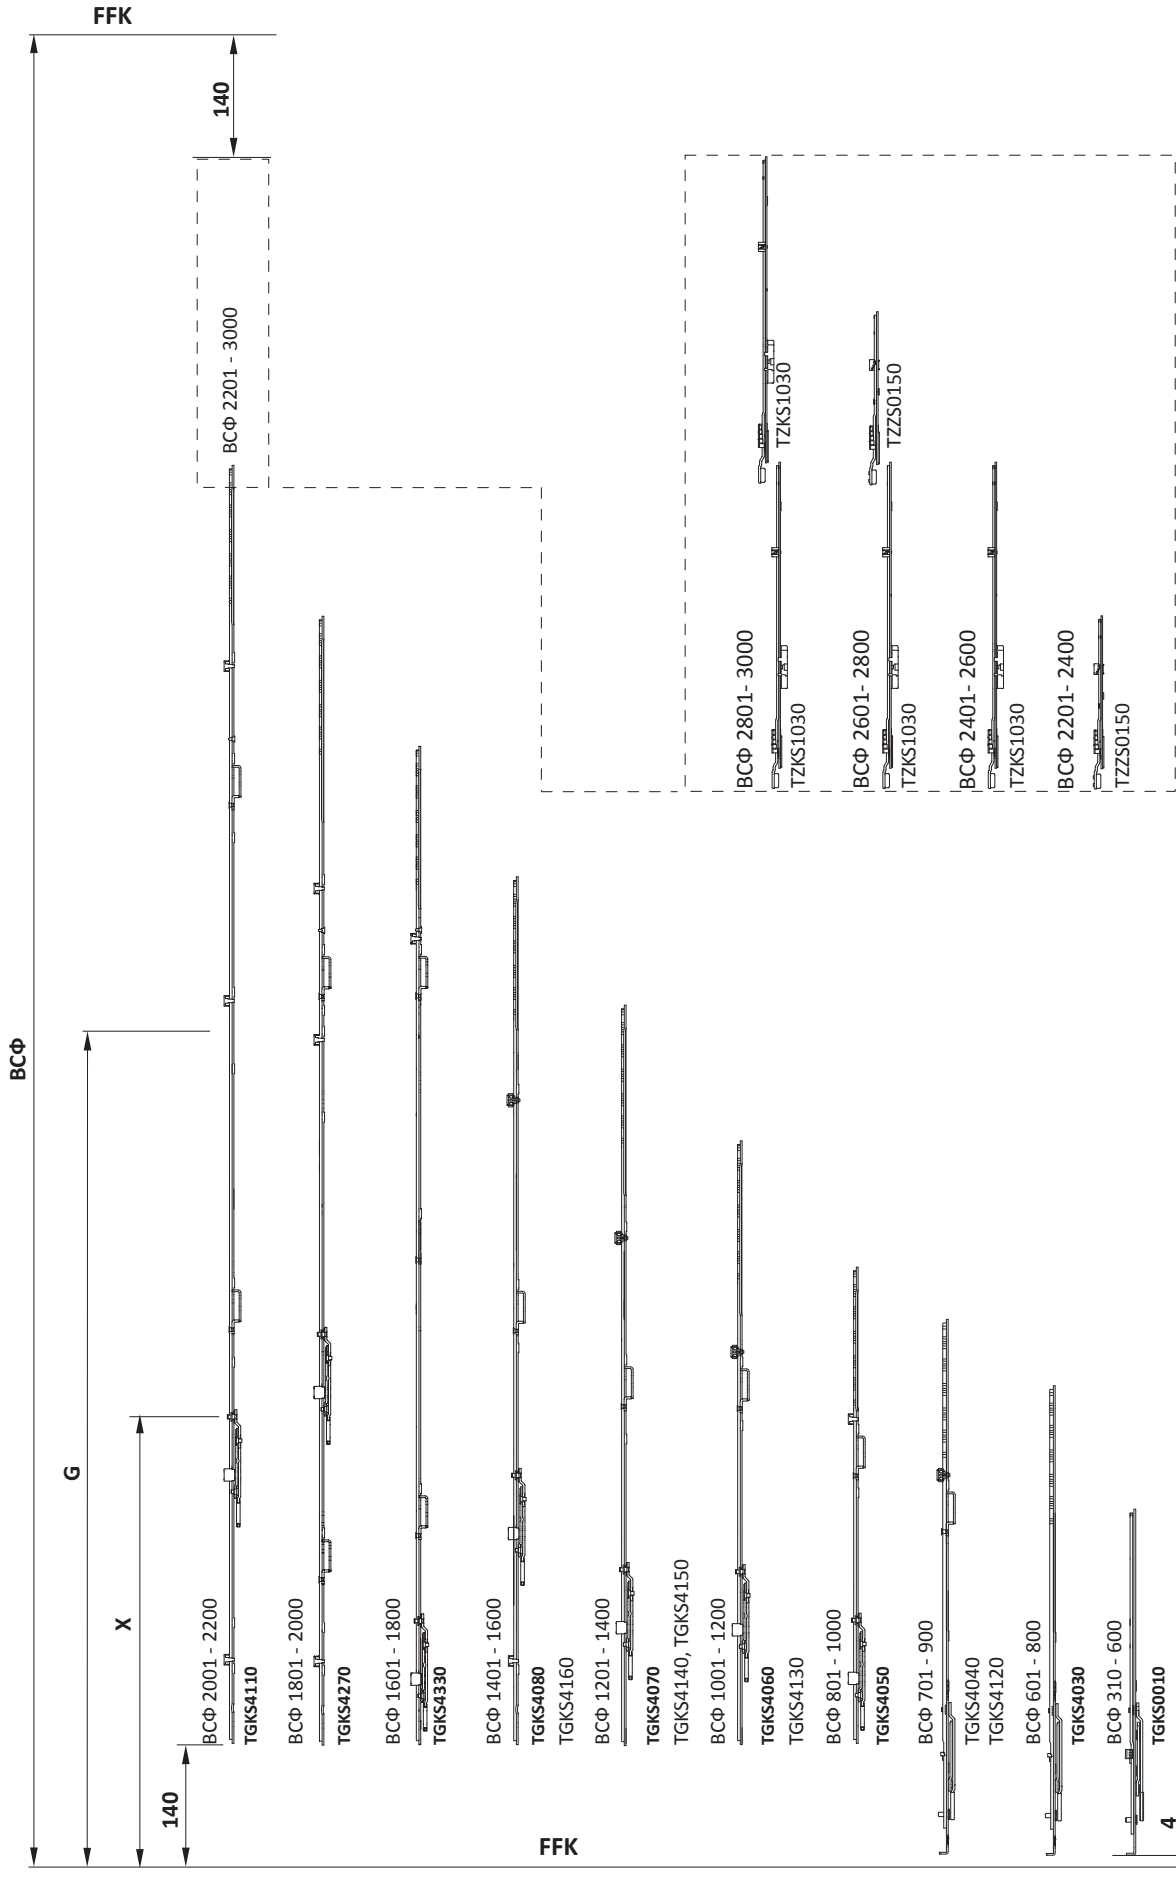 FFK
140
ВСФ 2201 - 3000
TZKS1030
TZZS0150
ВСФ 2801- 3000
TZKS1030
ВСФ 2601- 2800
TZKS1030
ВСФ 2401- 2600
TZKS1030
ВСФ 2201- 2400
TZZS0150
ВСФ
G
X
140
ВСФ 2001 - 2200
TGKS4110
ВСФ 1801 - 2000
TGKS4270
ВСФ 1601 - 1800
TGKS4330
ВСФ 1401 - 1600
TGKS4080
TGKS4160
ВСФ 1201 - 1400
TGKS4070
TGKS4140, TGKS4150
ВСФ 1001 - 1200
TGKS4060
TGKS4130
ВСФ 801 - 1000
TGKS4050
ВСФ 701 - 900
TGKS4040
TGKS4120
ВСФ 601 - 800
TGKS4030
ВСФ 310 - 600
TGKS0010
4
FFK